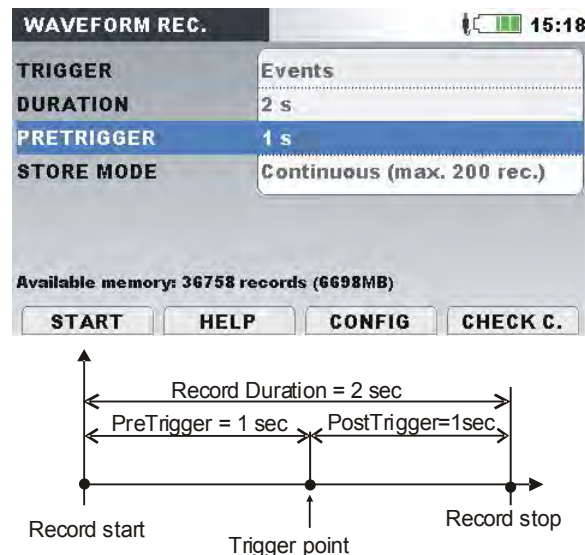 WAVEFORM REC. 15:18
TRIGGER Events
DURATION 2 s
PRETRIGGER 1 s
STORE MODE Continuous (max. 200 rec.)
Available memory: 36758 records (6698MB)
START HELP CONFIG CHECK C.
Record Duration = 2 sec
PreTrigger = 1 sec PostTrigger=1sec
Record start Record stop
Trigger point